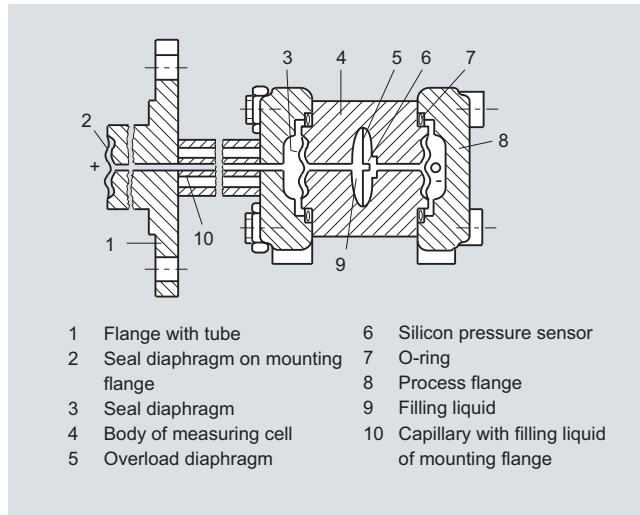 3 4 5 6 7
2
8
+
-
10
1
9
1 Flange with tube
2 Seal diaphragm on mounting
flange
3 Seal diaphragm
4 Body of measuring cell
5 Overload diaphragm
6 Silicon pressure sensor
7 O-ring
8 Process flange
9 Filling liquid
10 Capillary with filling liquid
of mounting flange